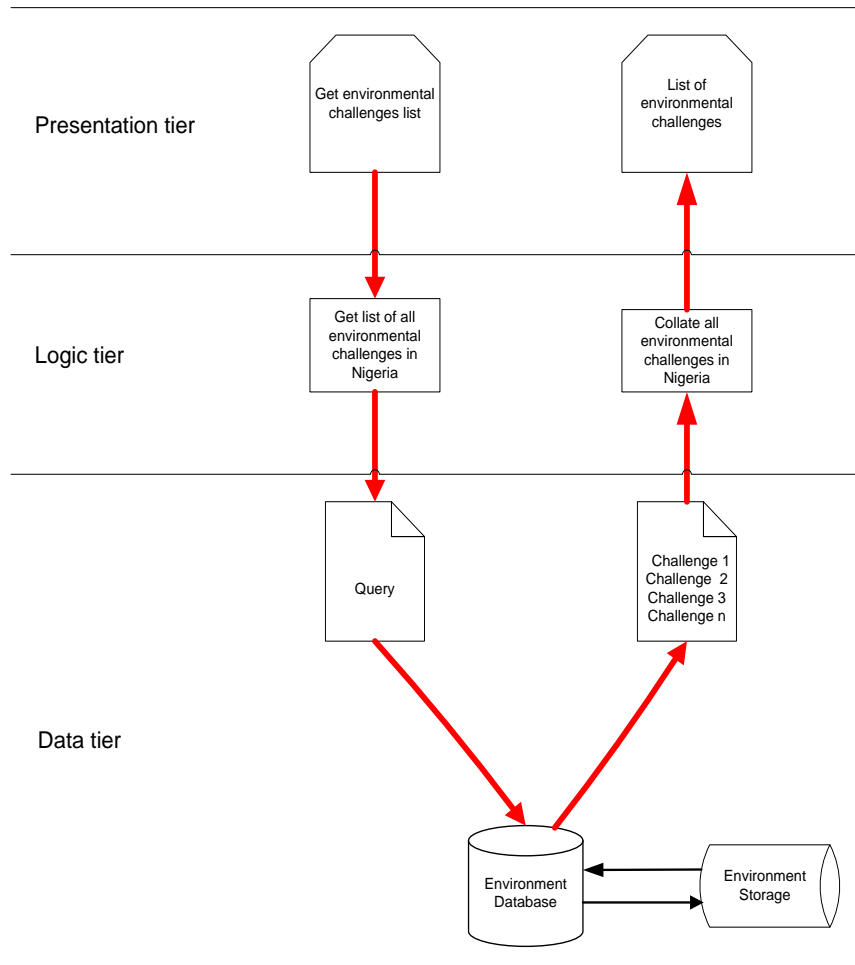 Presentation tier
Get environmental
challenges list
List of
environmental
challenges
Logic tier
Get list of all
environmental
challenges in
Nigeria
Collate all
environmental
challenges in
Nigeria
Data tier
Query
Challenge 1
Challenge  2
Challenge 3
Challenge n
Environment
Database
Environment
Storage